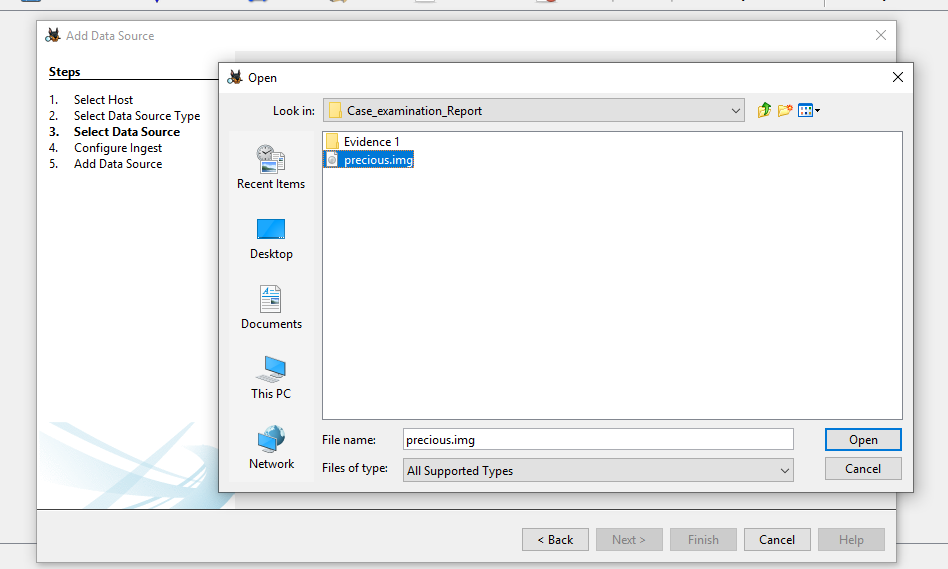 Add Data Source
Steps
1. Select Host
2. Select Data Source Type
3. Select Data Source
4. Configure Ingest
5. Add Data Source
Open
Look in: Case_examination_Report
Recent Items
Desktop
Documents
This PC
Network
Evidence 1
precious.img
File name: precious.img
Open
Files of type: All Supported Types
Cancel
< Back Next > Finish Cancel Help